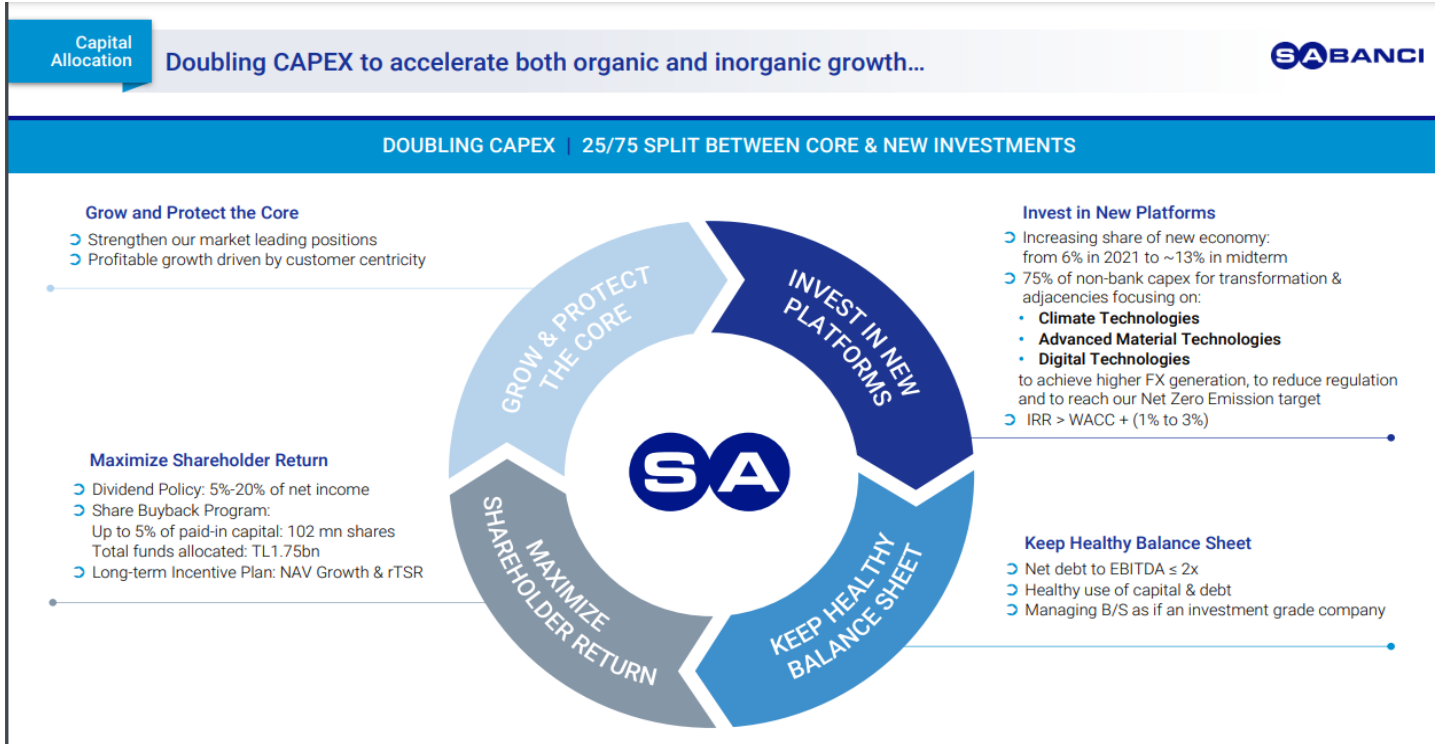 Capital
Allocation
Doubling CAPEX to accelerate both organic and inorganic growth…
SABANCI
DOUBLING CAPEX | 25/75 SPLIT BETWEEN CORE & NEW INVESTMENTS
Grow and Protect the Core
Strengthen our market leading positions
Profitable growth driven by customer centricity
Invest in New Platforms
Increasing share of new economy:
from 6% in 2021 to ~13% in midterm
75% of non-bank capex for transformation &
adjacencies focusing on:
• Climate Technologies
• Advanced Material Technologies
• Digital Technologies
to achieve higher FX generation, to reduce regulation
and to reach our Net Zero Emission target
IRR > WACC + (1% to 3%)
GROW & PROTECT
THE CORE
INVEST IN NEW
PLATFORMS
SA
MAXIMIZE
SHAREHOLDER RETURN
KEEP HEALTHY
BALANCE SHEET
Maximize Shareholder Return
Dividend Policy: 5%-20% of net income
Share Buyback Program:
Up to 5% of paid-in capital: 102 mn shares
Total funds allocated: TL1.75bn
Long-term Incentive Plan: NAV Growth & rTSR
Keep Healthy Balance Sheet
Net debt to EBITDA ≤ 2x
Healthy use of capital & debt
Managing B/S as if an investment grade company